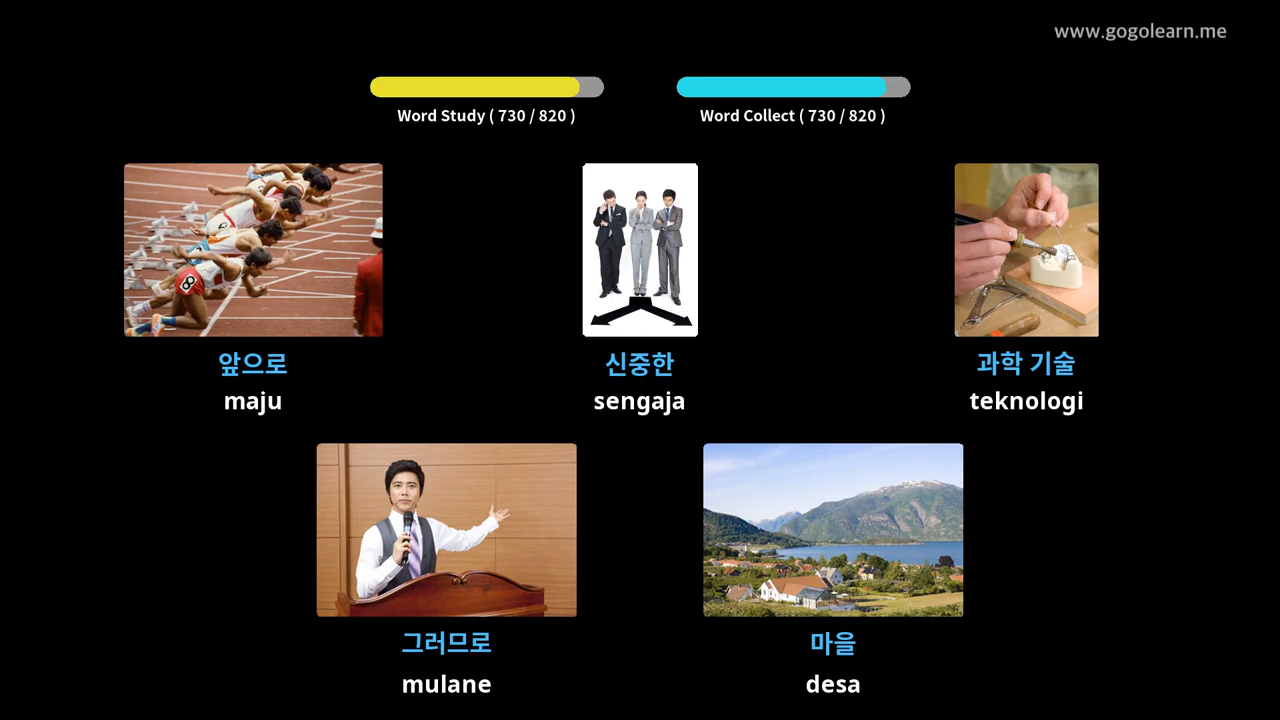 www.gogolearn.me
Word Study ( 730 / 820 )
Word Collect ( 730 / 820 )
앞으로
maju
신중한
sengaja
과학 기술
teknologi
그러므로
mulane
마을
desa